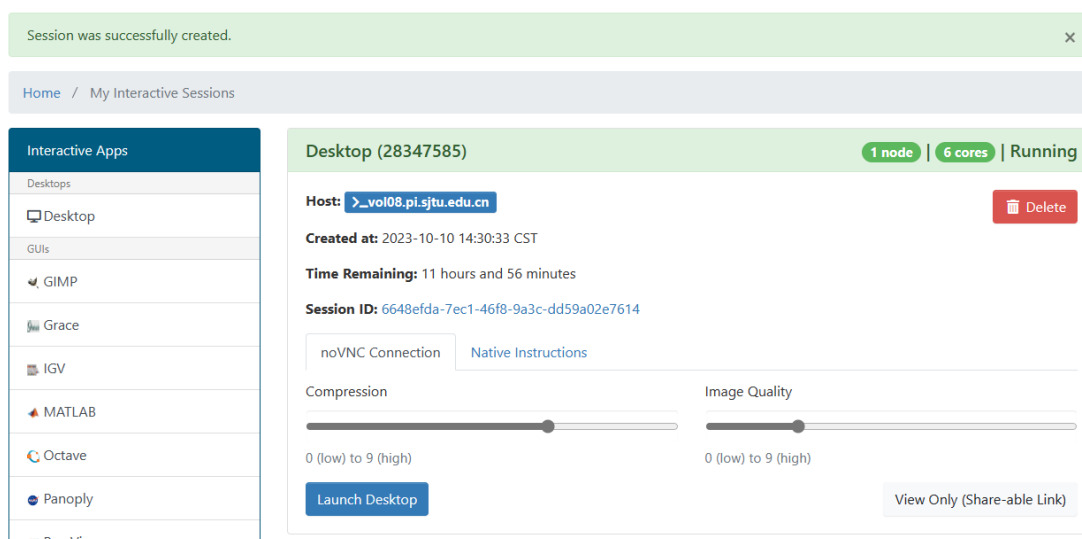 Session was successfully created.
×
Home / My Interactive Sessions
Interactive Apps
Desktops
Desktop
GUIs
GIMP
Grace
IGV
MATLAB
Octave
Panoply
Desktop (28347585)
1 node | 6 cores | Running
Host: >_vol08.pi.sjtu.edu.cn
Delete
Created at: 2023-10-10 14:30:33 CST
Time Remaining: 11 hours and 56 minutes
Session ID: 6648efda-7ec1-46f8-9a3c-dd59a02e7614
noVNC Connection Native Instructions
Compression
0 (low) to 9 (high)
Image Quality
0 (low) to 9 (high)
Launch Desktop
View Only (Share-able Link)